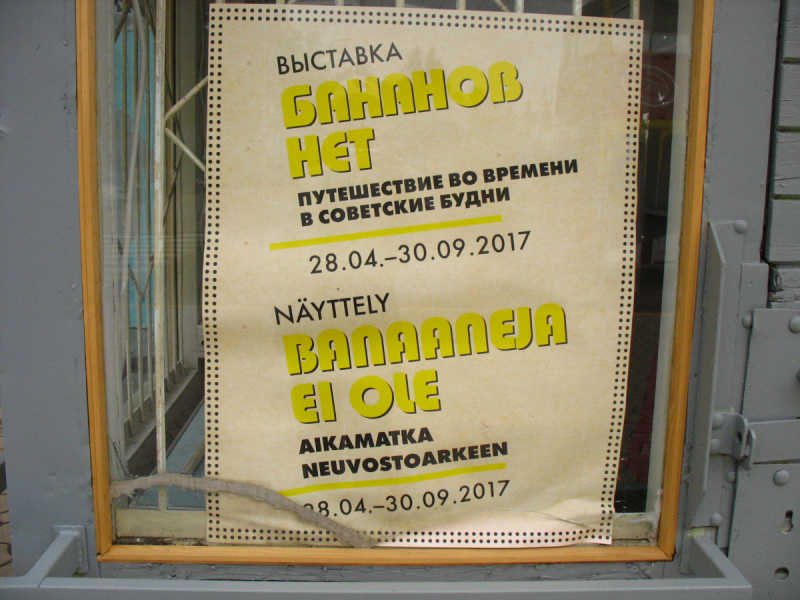 ВЫСТАВКА
БАНАНОВ
НЕТ
ПУТЕШЕСТВИЕ ВО ВРЕМЕНИ
В СОВЕТСКИЕ БУДНИ
28.04.–30.09.2017
NÄYTTELY
BANAANEJA
EI OLE
AIKAMATKA
NEUVOSTOARKEEN
28.04.–30.09.2017